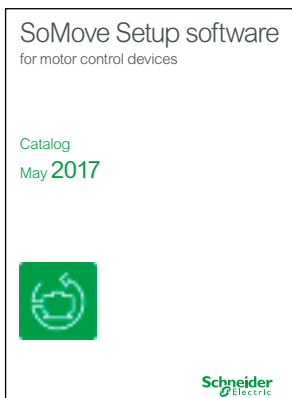 SoMove Setup software
for motor control devices
Catalog
May 2017
Schneider
Electric